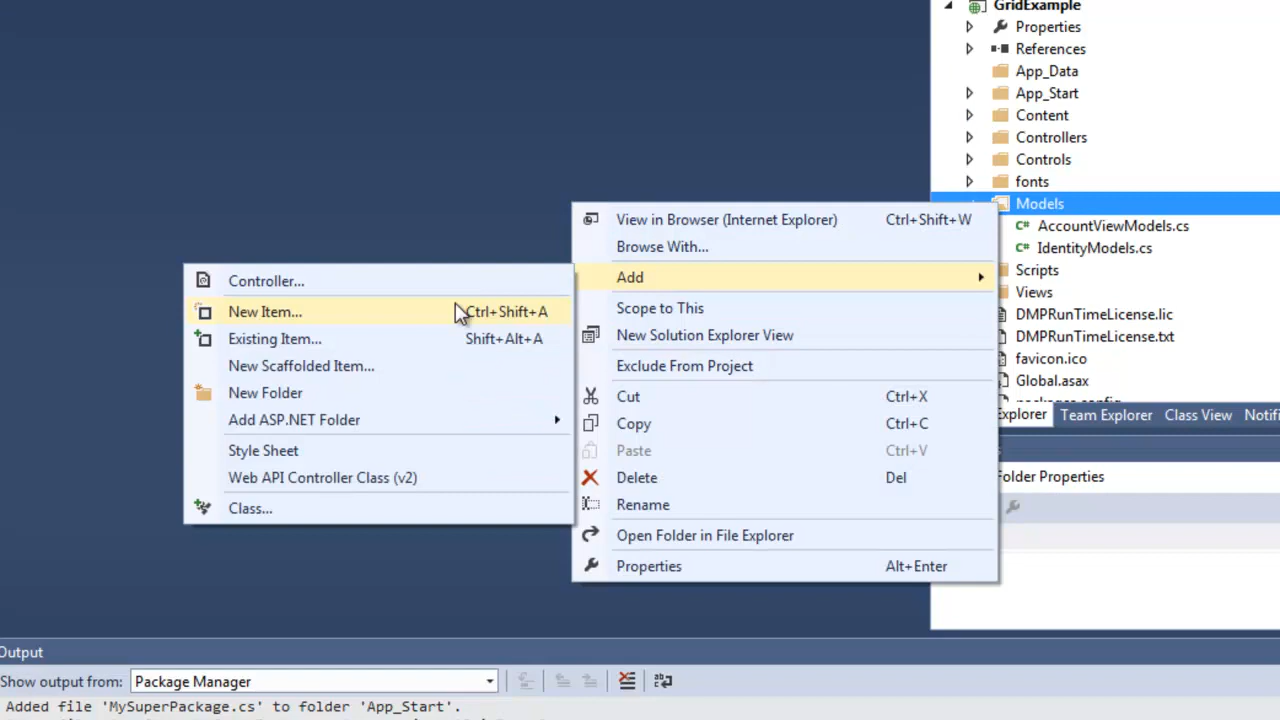 GridExample
Properties
References
App_Data
App_Start
Content
Controllers
Controls
fonts
Models
AccountViewModels.cs
IdentityModels.cs
Scripts
Views
DMPRunTimeLicense.lic
DMPRunTimeLicense.txt
favicon.ico
Global.asax
View in Browser (Internet Explorer) Ctrl+Shift+W
Browse With...
Add
Scope to This
New Solution Explorer View
Exclude From Project
Cut Ctrl+X
Copy Ctrl+C
Paste Ctrl+V
Delete Del
Rename
Open Folder in File Explorer
Properties Alt+Enter
Controller...
New Item... Ctrl+Shift+A
Existing Item... Shift+Alt+A
New Scaffolded Item...
New Folder
Add ASP.NET Folder
Style Sheet
Web API Controller Class (v2)
Class...
Explorer Team Explorer Class View Notifi
Folder Properties
Output
Show output from: Package Manager
Added file 'MySuperPackage.cs' to folder 'App_Start'.